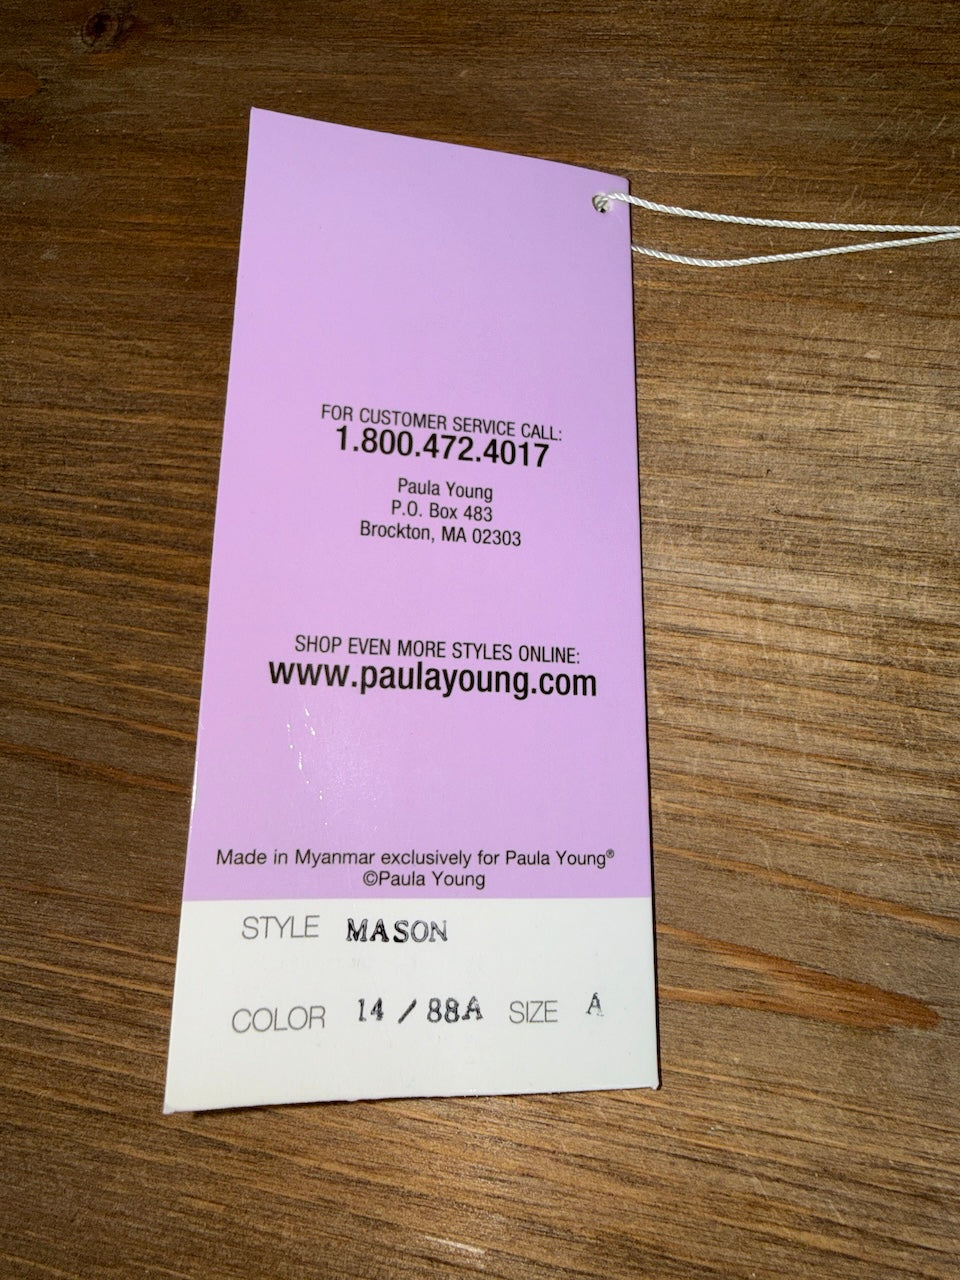 FOR CUSTOMER SERVICE CALL:
1.800.472.4017
Paula Young
P.O. Box 483
Brockton, MA 02303
SHOP EVEN MORE STYLES ONLINE:
www.paulayoung.com
Made in Myanmar exclusively for Paula Young®
©Paula Young
STYLE MASON
COLOR 14 / 88A SIZE A